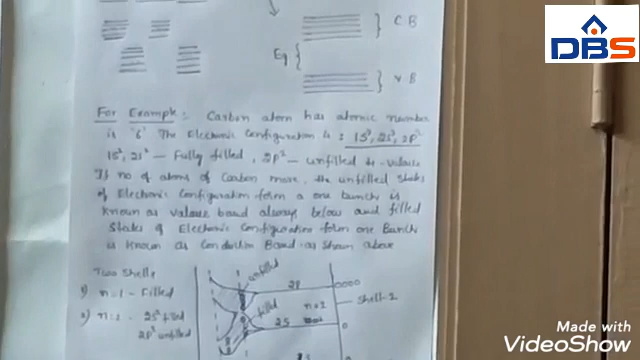 DBS
C.B
Eg
V.B
For Example:- Carbon atom has atomic number
is '6' The Electronic Configuration is : 1S², 2S², 2P²
1S², 2S² – Fully filled, 2P² – unfilled
If no of atoms of Carbon more, the unfilled states
of Electronic Configuration form a one bunch is
known as valance band always below and filled
States of Electronic Configuration form one Bunch
is known as Conduction Band as shown above
Two Shells
1) n=1 – Filled
2) n=2 – 2S² filled
2P² unfilled
unfilled
filled
2P
n=2
2S
Shell-2
Made with
VideoShow